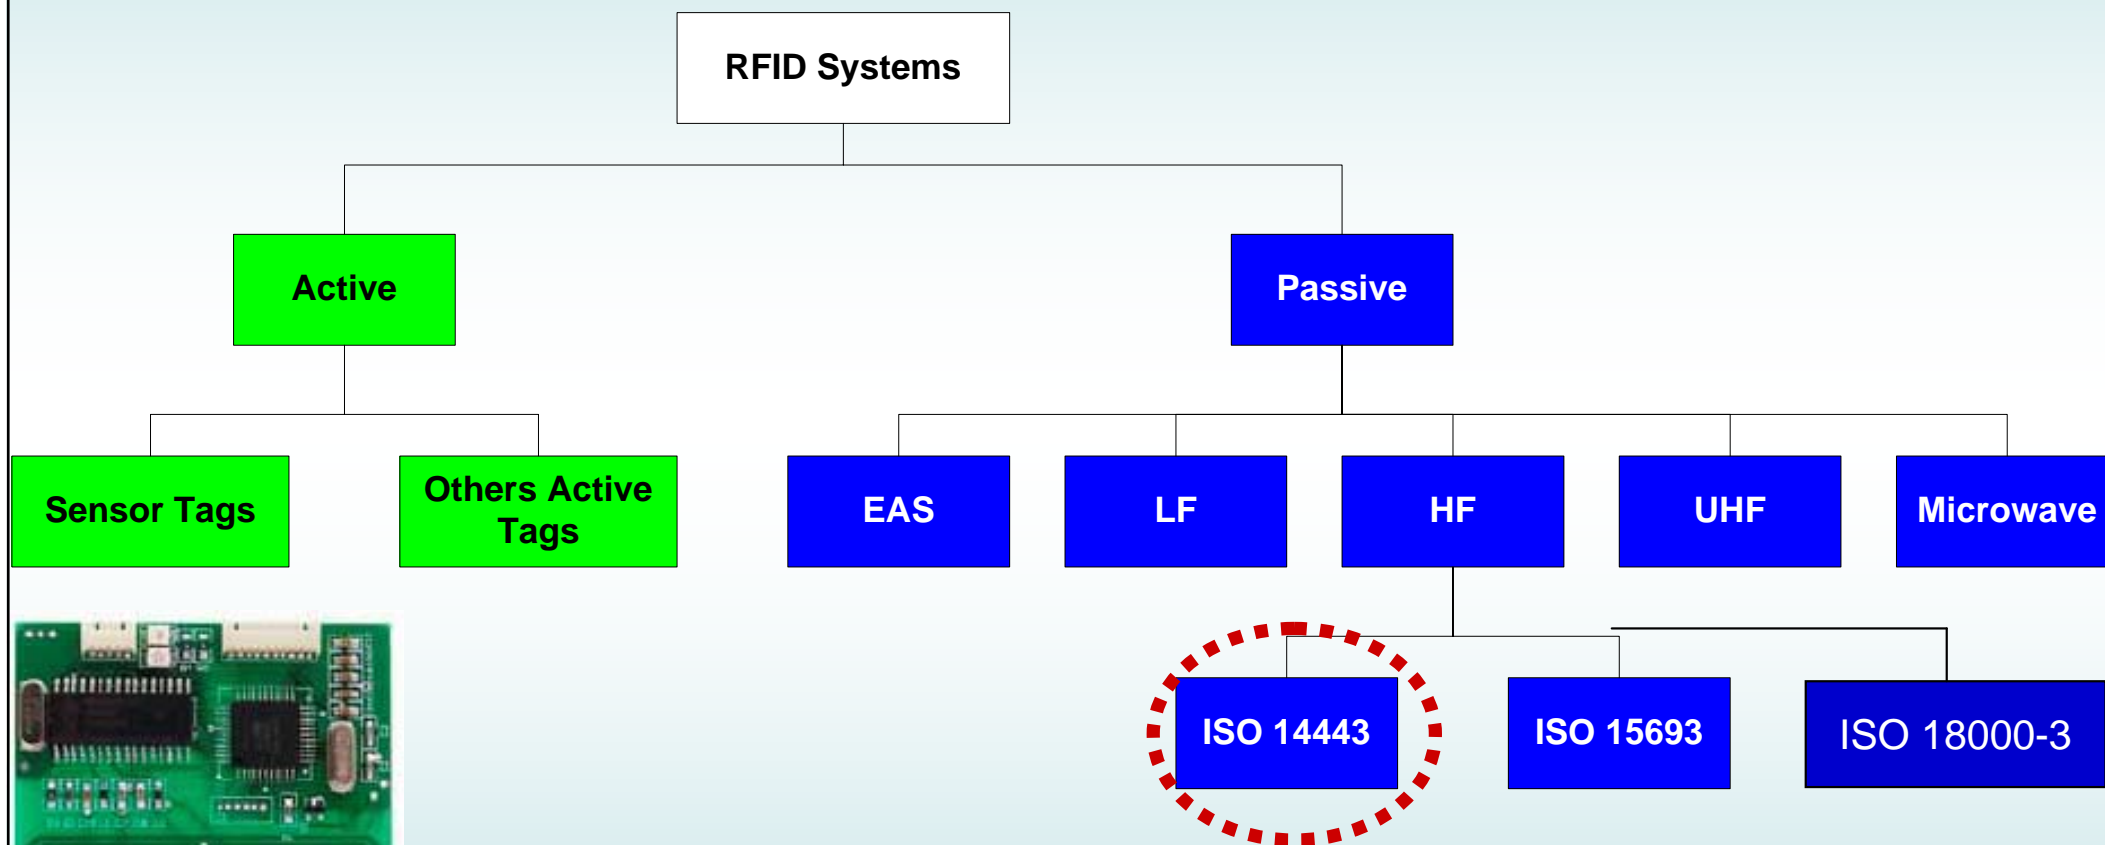 RFID Systems
Active
Passive
Sensor Tags
Others Active
Tags
EAS
LF
HF
UHF
Microwave
ISO 14443
ISO 15693
ISO 18000-3